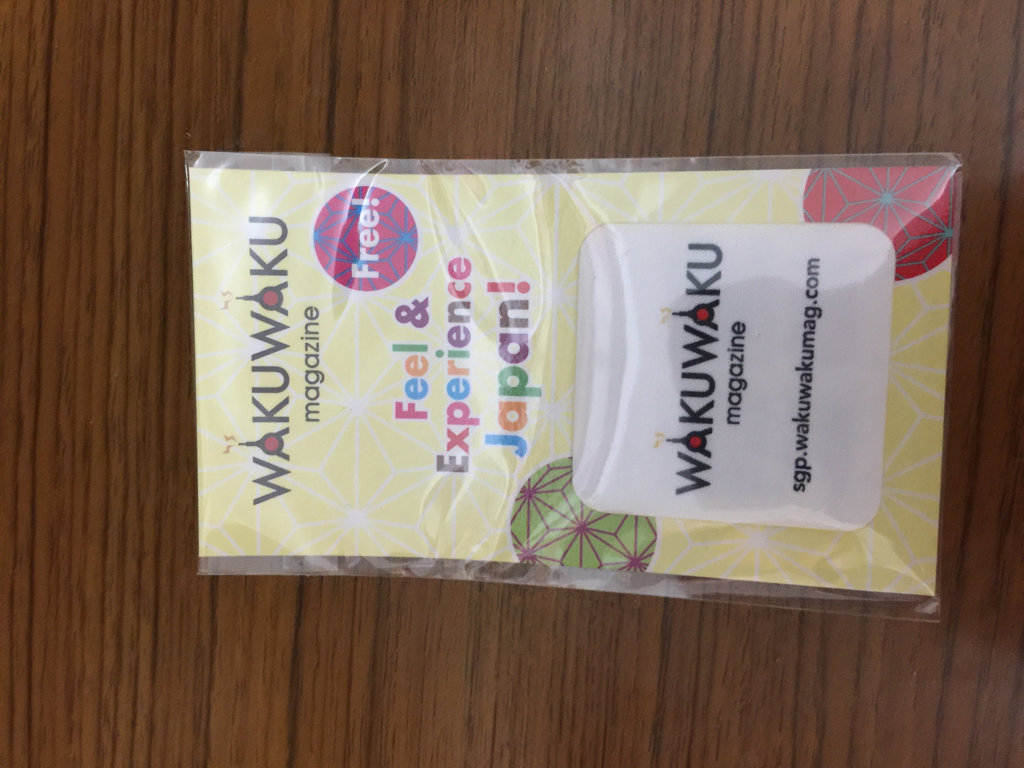 WAKUWAKU
magazine
Free!
Feel &
Experience
Japan!
WAKUWAKU
magazine
sgp.wakuwakumag.com